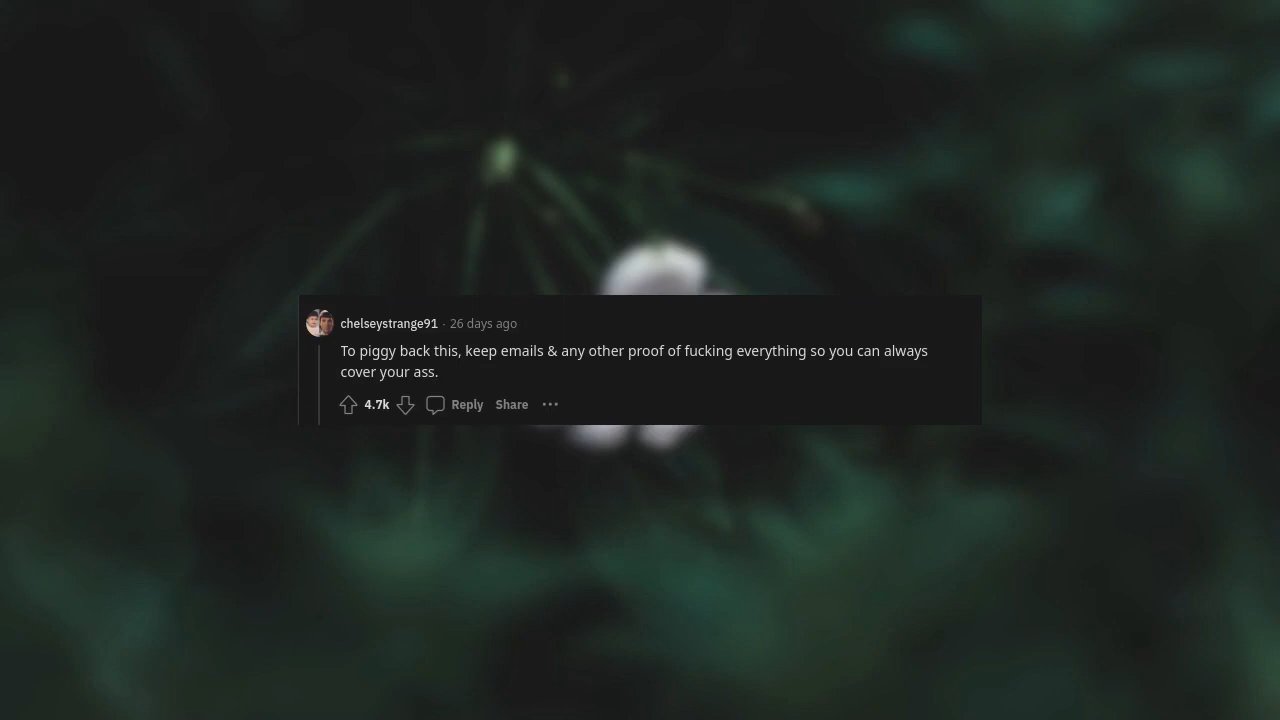 chelseystrange91 · 26 days ago
To piggy back this, keep emails & any other proof of fucking everything so you can always
cover your ass.
4.7k Reply Share •••